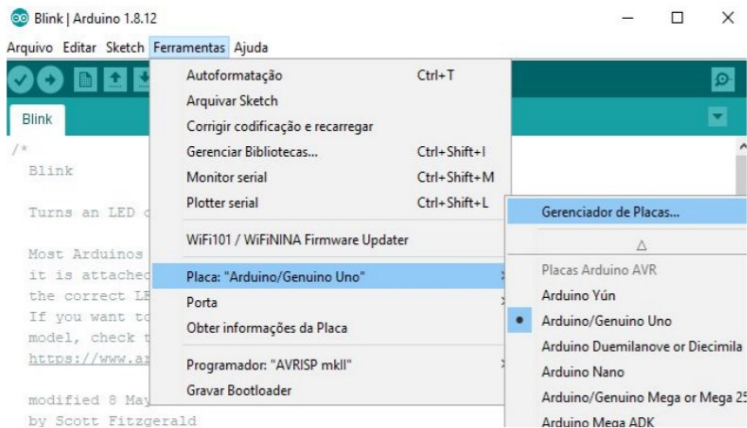 Blink | Arduino 1.8.12
Arquivo Editar Sketch Ferramentas Ajuda
Blink
Autoformatação Ctrl+T
Arquivar Sketch
Corrigir codificação e recarregar
Gerenciar Bibliotecas... Ctrl+Shift+I
Monitor serial Ctrl+Shift+M
Plotter serial Ctrl+Shift+L
WiFi101 / WiFiNINA Firmware Updater
Placa: "Arduino/Genuino Uno"
Porta
Obter informações da Placa
Programador: "AVRISP mkII"
Gravar Bootloader
Gerenciador de Placas...
Placas Arduino AVR
Arduino Yún
Arduino/Genuino Uno
Arduino Duemilanove or Diecimila
Arduino Nano
Arduino/Genuino Mega or Mega 25
Arduino Mega ADK
/*
Blink
Turns an LED
Most Arduinos
it is attached
the correct
If you want to
model, check
https://www.ar
modified 8 May
by Scott Fitzgerald